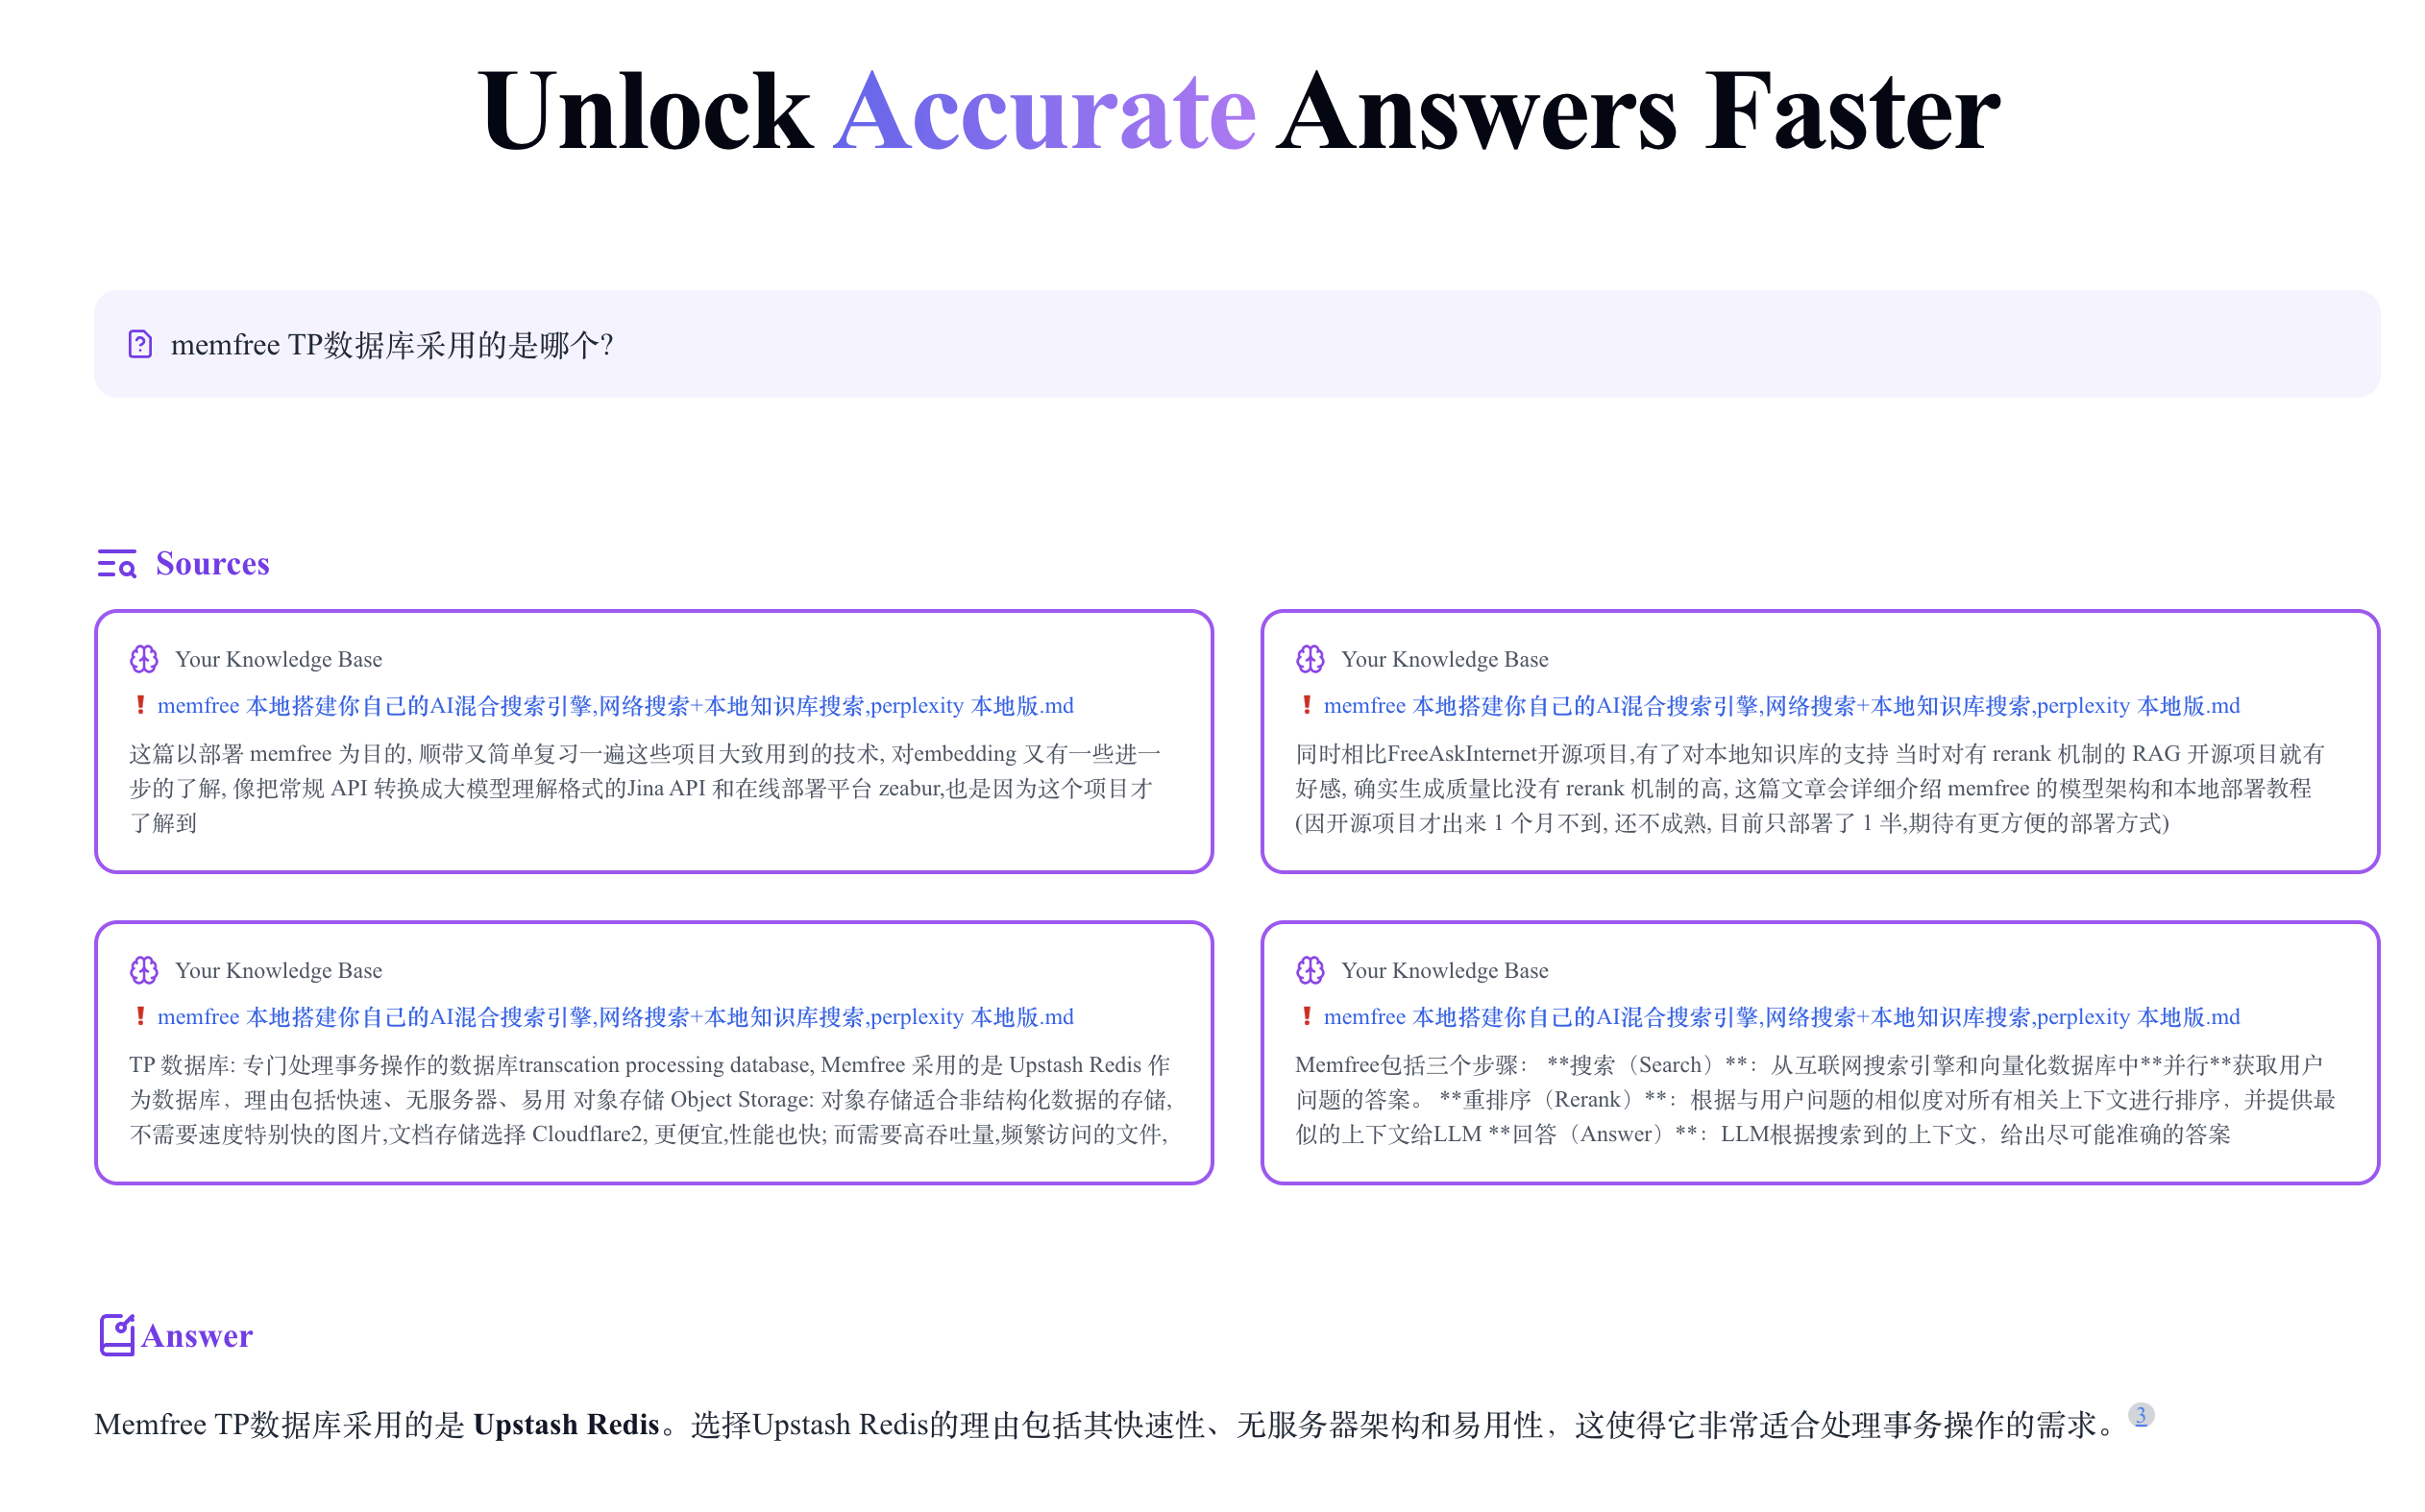 Unlock Accurate Answers Faster
memfree TP数据库采用的是哪个?
Sources
Your Knowledge Base
❗ memfree 本地搭建你自己的AI混合搜索引擎,网络搜索+本地知识库搜索,perplexity 本地版.md
这篇以部署 memfree 为目的, 顺带又简单复习一遍这些项目大致用到的技术, 对embedding 又有一些进一
步的了解, 像把常规 API 转换成大模型理解格式的Jina API 和在线部署平台 zeabur,也是因为这个项目才
了解到
Your Knowledge Base
❗ memfree 本地搭建你自己的AI混合搜索引擎,网络搜索+本地知识库搜索,perplexity 本地版.md
同时相比FreeAskInternet开源项目,有了对本地知识库的支持 当时对有 rerank 机制的 RAG 开源项目就有
好感, 确实生成质量比没有 rerank 机制的高, 这篇文章会详细介绍 memfree 的模型架构和本地部署教程
(因开源项目才出来 1 个月不到, 还不成熟, 目前只部署了 1 半,期待有更方便的部署方式)
Your Knowledge Base
❗ memfree 本地搭建你自己的AI混合搜索引擎,网络搜索+本地知识库搜索,perplexity 本地版.md
TP 数据库: 专门处理事务操作的数据库transcation processing database, Memfree 采用的是 Upstash Redis 作
为数据库，理由包括快速、无服务器、易用 对象存储 Object Storage: 对象存储适合非结构化数据的存储,
不需要速度特别快的图片,文档存储选择 Cloudflare2, 更便宜,性能也快; 而需要高吞吐量,频繁访问的文件,
Your Knowledge Base
❗ memfree 本地搭建你自己的AI混合搜索引擎,网络搜索+本地知识库搜索,perplexity 本地版.md
Memfree包括三个步骤： **搜索（Search）**：从互联网搜索引擎和向量化数据库中**并行**获取用户
问题的答案。 **重排序（Rerank）**：根据与用户问题的相似度对所有相关上下文进行排序，并提供最
似的上下文给LLM **回答（Answer）**：LLM根据搜索到的上下文，给出尽可能准确的答案
Answer
Memfree TP数据库采用的是 Upstash Redis。选择Upstash Redis的理由包括其快速性、无服务器架构和易用性，这使得它非常适合处理事务操作的需求。3